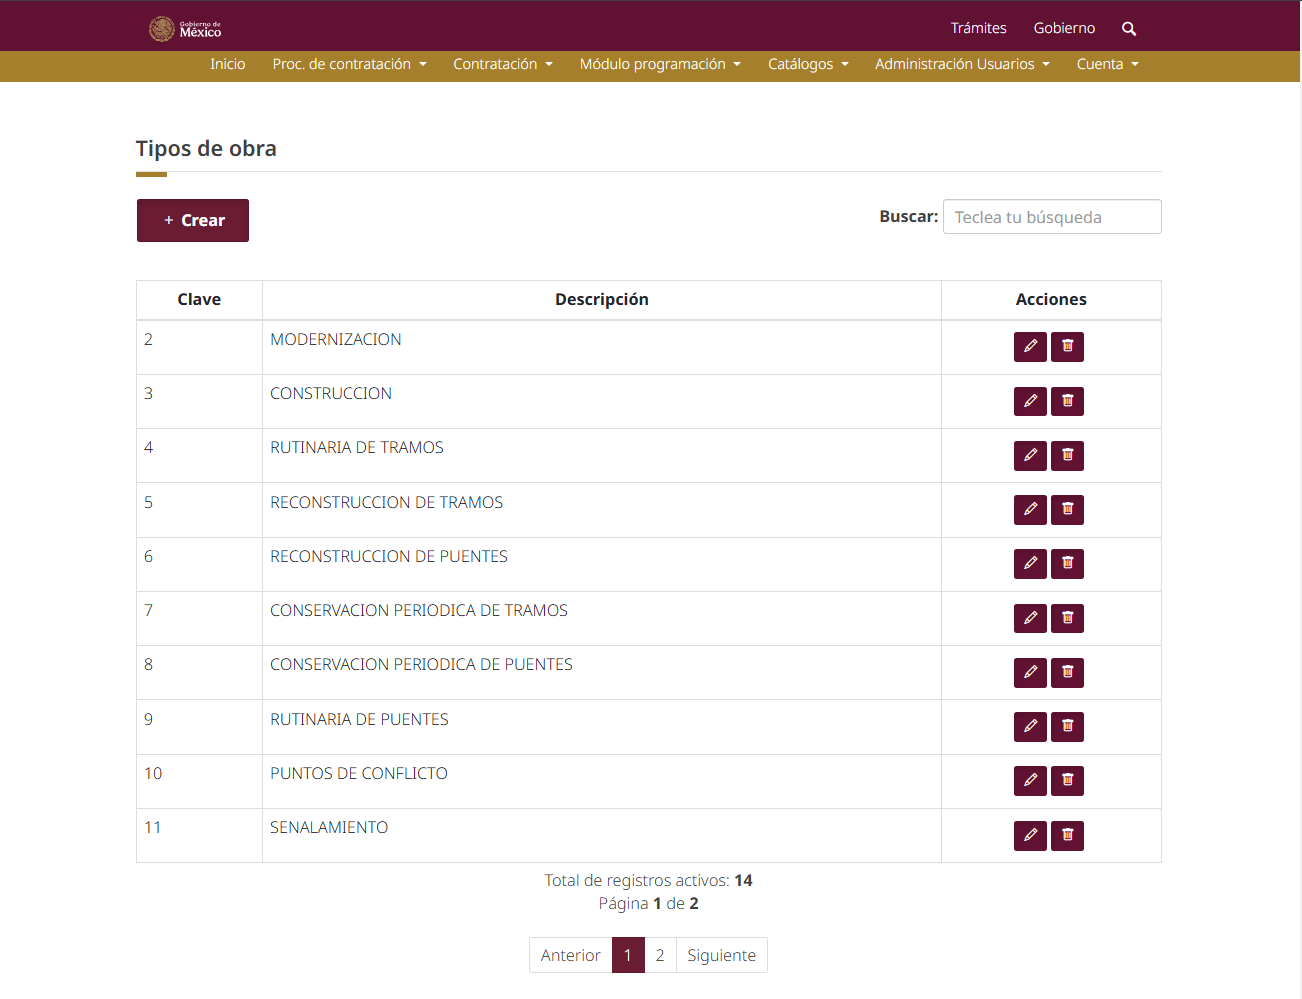 Gobierno de
México
Trámites Gobierno
Inicio Proc. de contratación Contratación Módulo programación Catálogos Administración Usuarios Cuenta
Tipos de obra
+ Crear
Buscar: Teclea tu búsqueda
Clave Descripción Acciones
2 MODERNIZACION
3 CONSTRUCCION
4 RUTINARIA DE TRAMOS
5 RECONSTRUCCION DE TRAMOS
6 RECONSTRUCCION DE PUENTES
7 CONSERVACION PERIODICA DE TRAMOS
8 CONSERVACION PERIODICA DE PUENTES
9 RUTINARIA DE PUENTES
10 PUNTOS DE CONFLICTO
11 SENALAMIENTO
Total de registros activos: 14
Página 1 de 2
Anterior 1 2 Siguiente